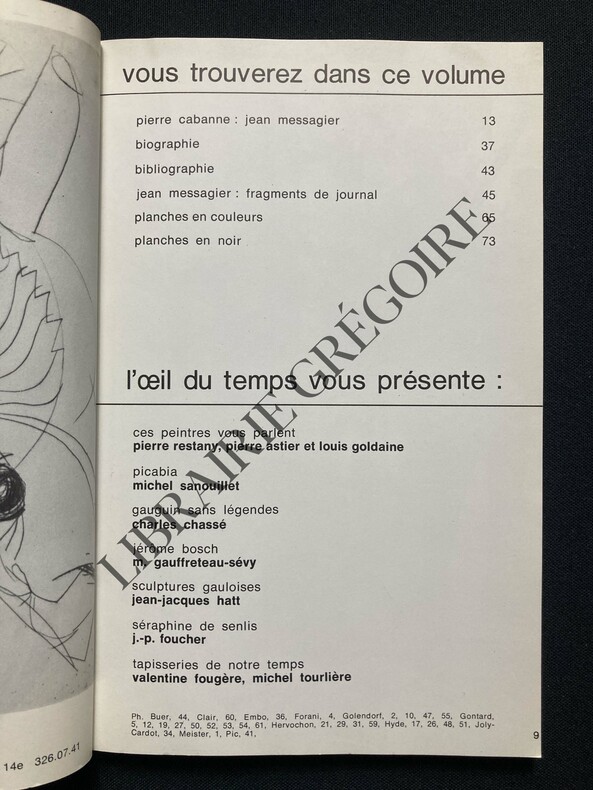 vous trouverez dans ce volume
pierre cabanne : jean messagier 13
biographie 37
bibliographie 43
jean messagier : fragments de journal 45
planches en couleurs 65
planches en noir 73
l'œil du temps vous présente :
ces peintres vous parlent
pierre restany, pierre astier et louis goldaine
picabia
michel sanouillet
gauguin sans légendes
charles chassé
jérôme bosch
m. gauffreteau-sévy
sculptures gauloises
jean-jacques hatt
séraphine de senlis
j.-p. foucher
tapisseries de notre temps
valentine fougère, michel tourlière
Ph. Buer, 44, Clair, 60, Embo, 36, Forani, 4, Golendorf, 2, 10, 47, 55, Gontard,
5, 12, 19, 27, 50, 52, 53, 54, 61, Hervochon, 21, 29, 31, 59, Hyde, 17, 26, 48, 51, Joly-
Cardot, 34, Meister, 1, Pic, 41,
9
14e 326.07.41
LIBRAIRIE GRÉGOIRE